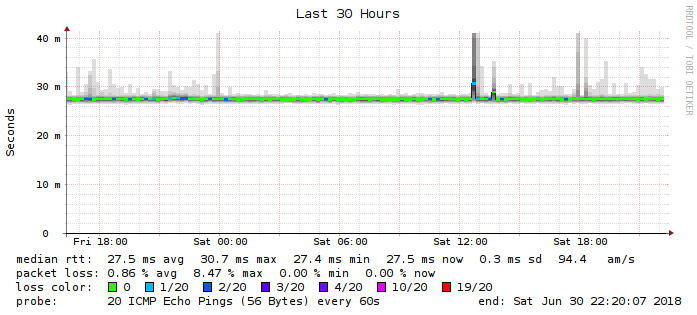 Last 30 Hours
RRDTOOL / TOBI OETIKER
Seconds
40 m
30 m
20 m
10 m
0
Fri 18:00 Sat 00:00 Sat 06:00 Sat 12:00 Sat 18:00
median rtt: 27.5 ms avg 30.7 ms max 27.4 ms min 27.5 ms now 0.3 ms sd 94.4 am/s
packet loss: 0.86 % avg 8.47 % max 0.00 % min 0.00 % now
loss color: 0 1/20 2/20 3/20 4/20 10/20 19/20
probe: 20 ICMP Echo Pings (56 Bytes) every 60s end: Sat Jun 30 22:20:07 2018